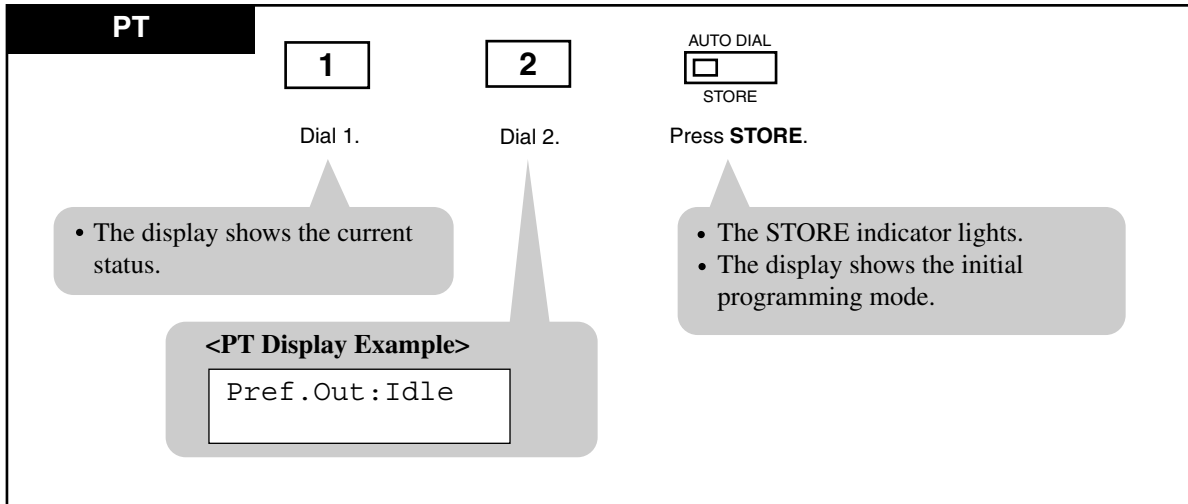 PT
1
2
AUTO DIAL
STORE
Dial 1.
Dial 2.
Press STORE.
• The display shows the current
status.
• The STORE indicator lights.
• The display shows the initial
programming mode.
<PT Display Example>
Pref.Out:Idle